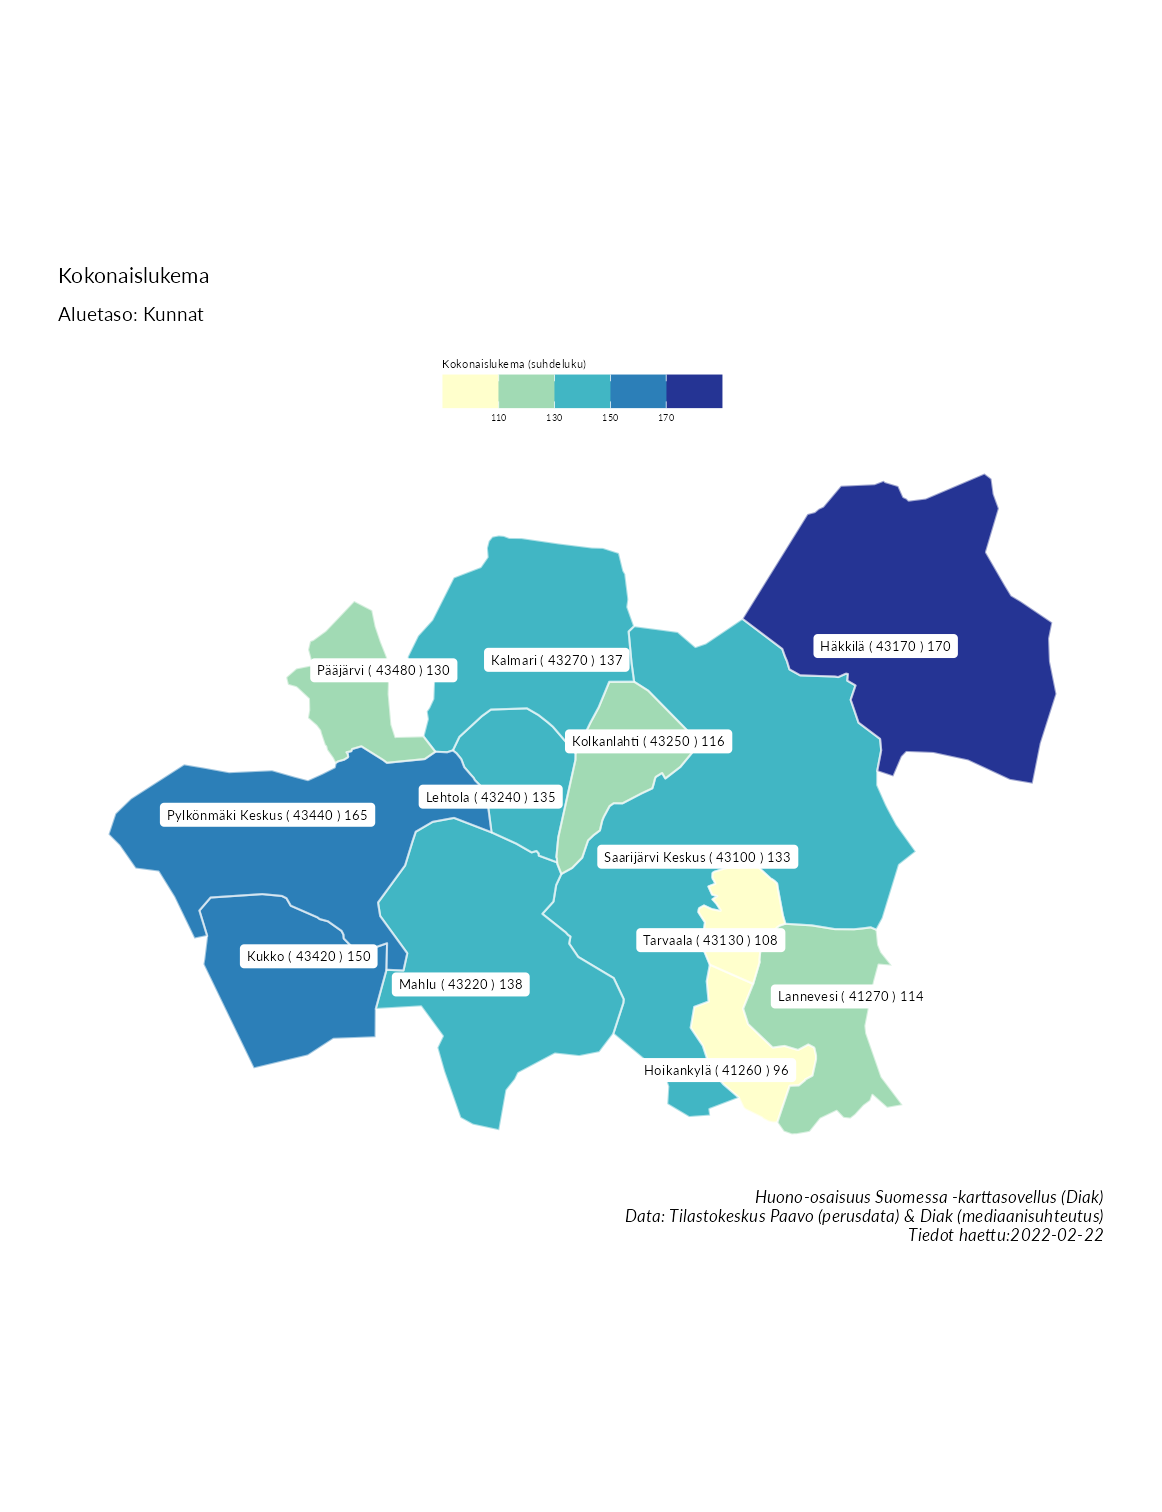 Kokonaislukema
Aluetaso: Kunnat
Kokonaislukema (suhdeluku)
110 130 150 170
Häkkilä ( 43170 ) 170
Kalmari ( 43270 ) 137
Pääjärvi ( 43480 ) 130
Kolkanlahti ( 43250 ) 116
Lehtola ( 43240 ) 135
Pylkönmäki Keskus ( 43440 ) 165
Saarijärvi Keskus ( 43100 ) 133
Tarvaala ( 43130 ) 108
Kukko ( 43420 ) 150
Mahlu ( 43220 ) 138
Lannevesi ( 41270 ) 114
Hoikankylä ( 41260 ) 96
Huono-osaisuus Suomessa -karttasovellus (Diak)
Data: Tilastokeskus Paavo (perusdata) & Diak (mediaanisuhteutus)
Tiedot haettu:2022-02-22